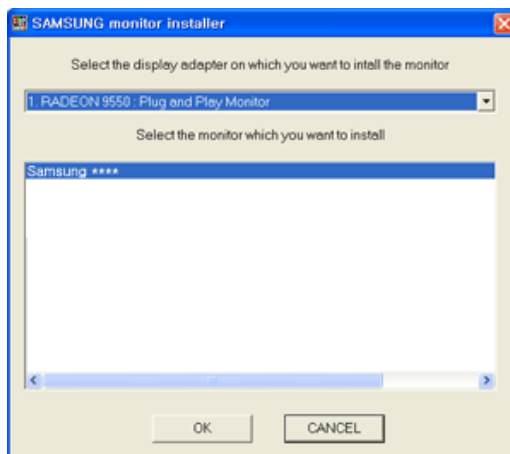 SAMSUNG monitor installer
Select the display adapter on which you want to intall the monitor
1. RADEON 9550 : Plug and Play Monitor
Select the monitor which you want to install
Samsung ****
OK
CANCEL